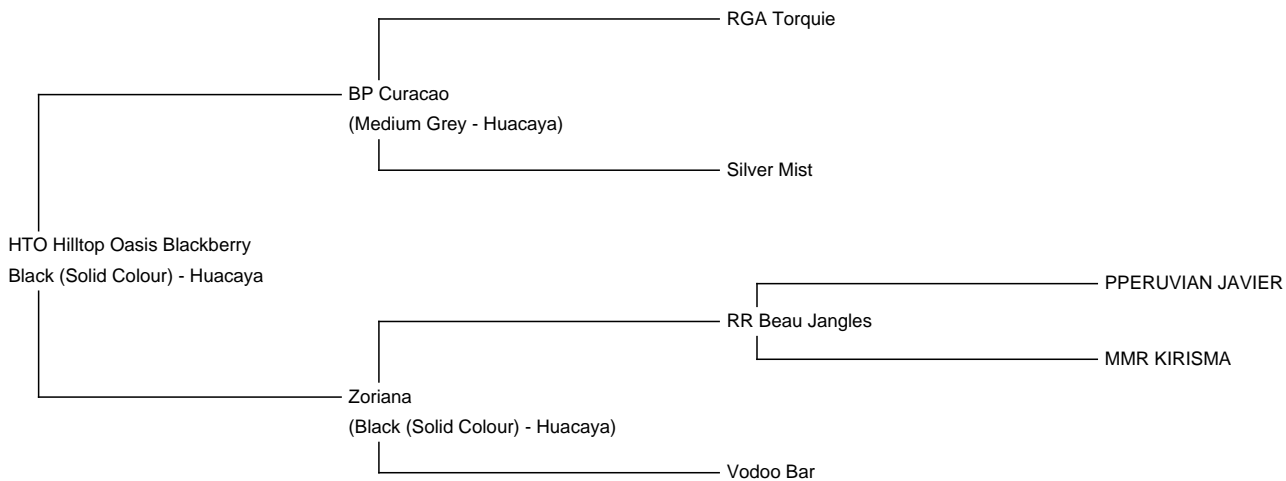 RGA Torquie
BP Curacao
(Medium Grey - Huacaya)
Silver Mist
HTO Hilltop Oasis Blackberry
Black (Solid Colour) - Huacaya
PPERUVIAN JAVIER
RR Beau Jangles
MMR KIRISMA
Zoriana
(Black (Solid Colour) - Huacaya)
Vodoo Bar